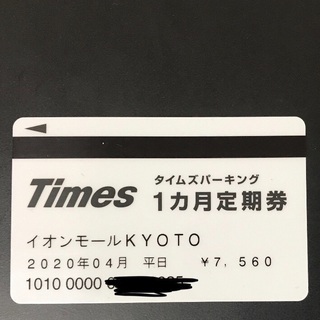 Times
タイムズパーキング
1カ月定期券
イオンモールKYOTO
2020年04月 平日 ¥7,560
1010 0000